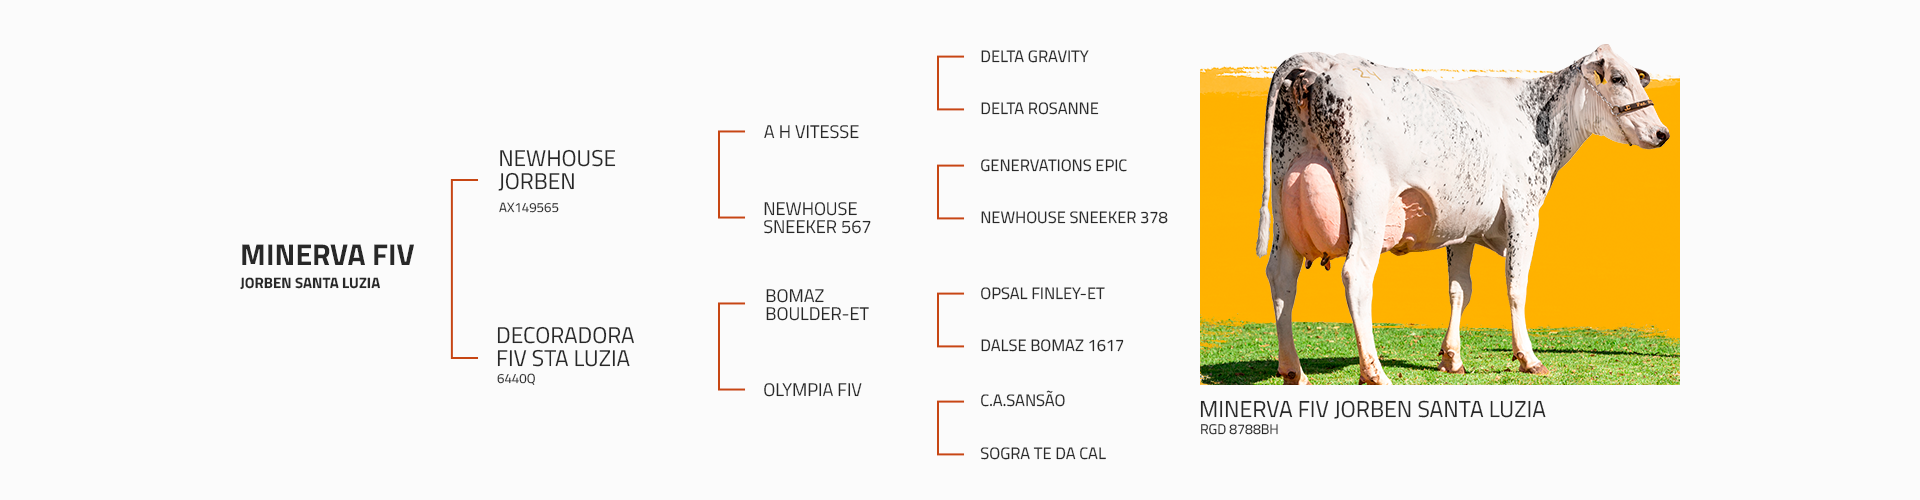 MINERVA FIV
JORBEN SANTA LUZIA
NEWHOUSE
JORBEN
AX149565
DECORADORA
FIV STA LUZIA
6440Q
A H VITESSE
NEWHOUSE
SNEEKER 567
BOMAZ
BOULDER-ET
OLYMPIA FIV
DELTA GRAVITY
DELTA ROSANNE
GENERVATIONS EPIC
NEWHOUSE SNEEKER 378
OPSAL FINLEY-ET
DALSE BOMAZ 1617
C.A.SANSÃO
SOGRA TE DA CAL
MINERVA FIV JORBEN SANTA LUZIA
RGD 8788BH